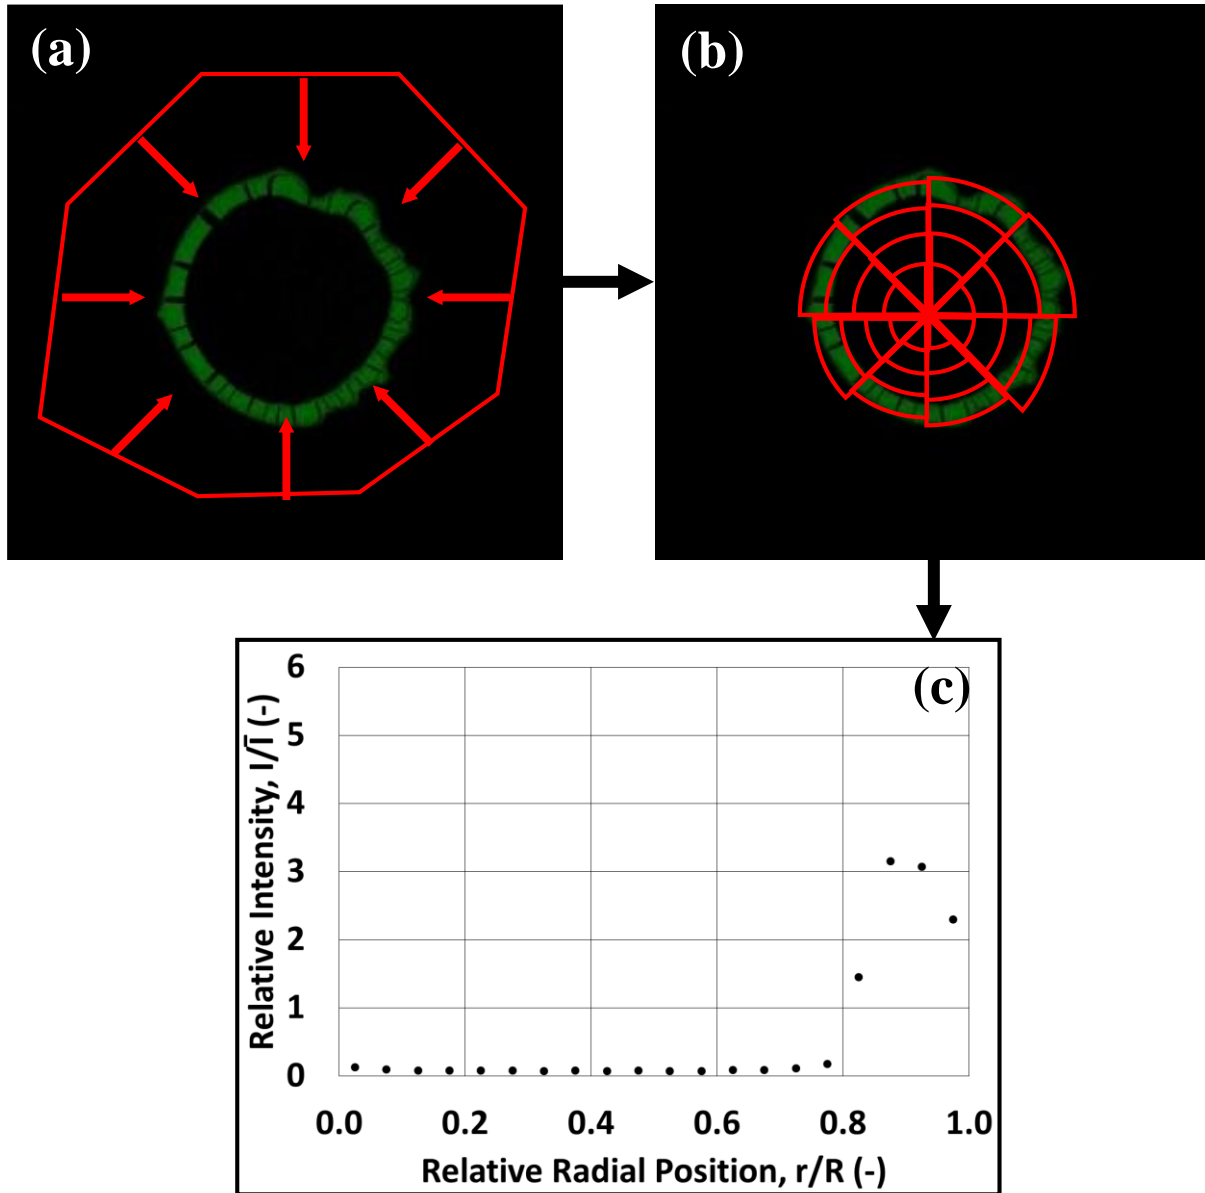 (a)
(b)
(c)
6
5
4
3
2
1
0
Relative Intensity, I/Ī (-)
0.0 0.2 0.4 0.6 0.8 1.0
Relative Radial Position, r/R (-)